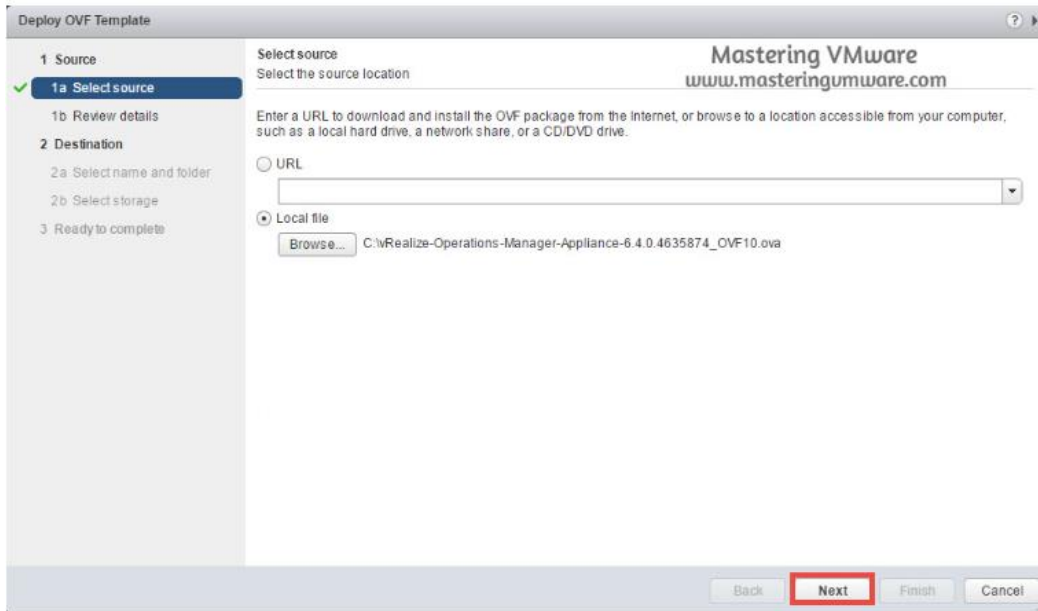 Deploy OVF Template
?
1 Source
1a Select source
1b Review details
2 Destination
2a Select name and folder
2b Select storage
3 Ready to complete
Select source
Select the source location
Mastering VMware
www.masteringvmware.com
Enter a URL to download and install the OVF package from the Internet, or browse to a location accessible from your computer,
such as a local hard drive, a network share, or a CD/DVD drive.
URL
Local file
Browse... C:\vRealize-Operations-Manager-Appliance-6.4.0.4635874_OVF10.ova
Back Next Finish Cancel